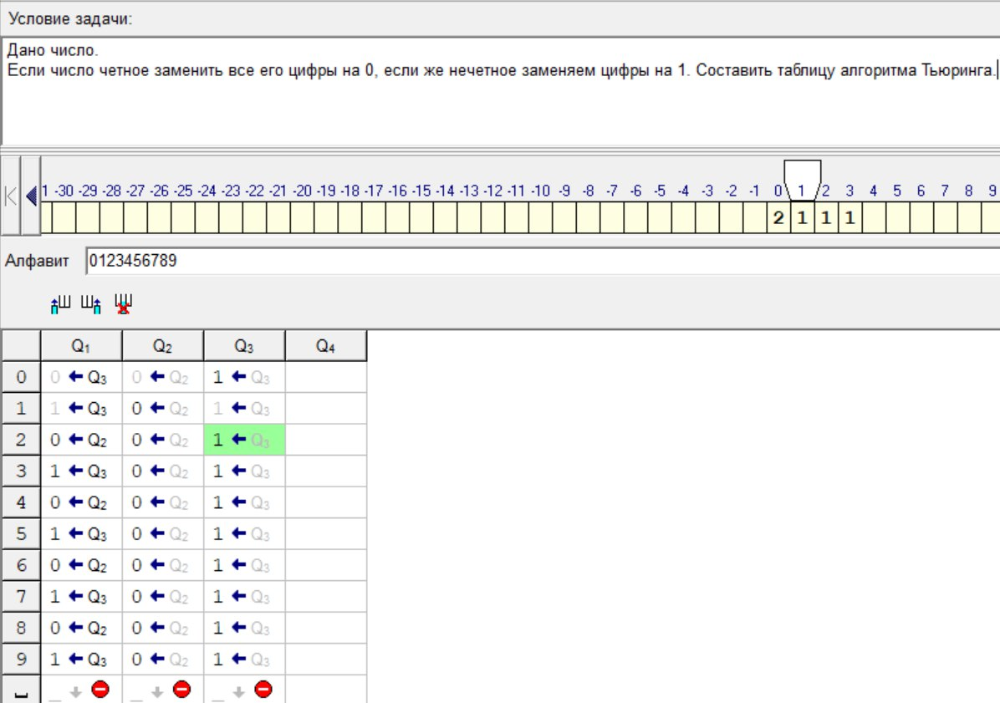 Условие задачи:
Дано число.
Если число четное заменить все его цифры на 0, если же нечетное заменяем цифры на 1. Составить таблицу алгоритма Тьюринга.
1 -30 -29 -28 -27 -26 -25 -24 -23 -22 -21 -20 -19 -18 -17 -16 -15 -14 -13 -12 -11 -10 -9 -8 -7 -6 -5 -4 -3 -2 -1 0 1 2 3 4 5 6 7 8 9
2 1 1 1
Алфавит 0123456789
Q1 Q2 Q3 Q4
0 0 ← Q3 0 ← Q2 1 ← Q3
1 1 ← Q3 0 ← Q2 1 ← Q3
2 0 ← Q2 0 ← Q2 1 ← Q3
3 1 ← Q3 0 ← Q2 1 ← Q3
4 0 ← Q2 0 ← Q2 1 ← Q3
5 1 ← Q3 0 ← Q2 1 ← Q3
6 0 ← Q2 0 ← Q2 1 ← Q3
7 1 ← Q3 0 ← Q2 1 ← Q3
8 0 ← Q2 0 ← Q2 1 ← Q3
9 1 ← Q3 0 ← Q2 1 ← Q3
␣ _ ↓ _ ↓ _ ↓